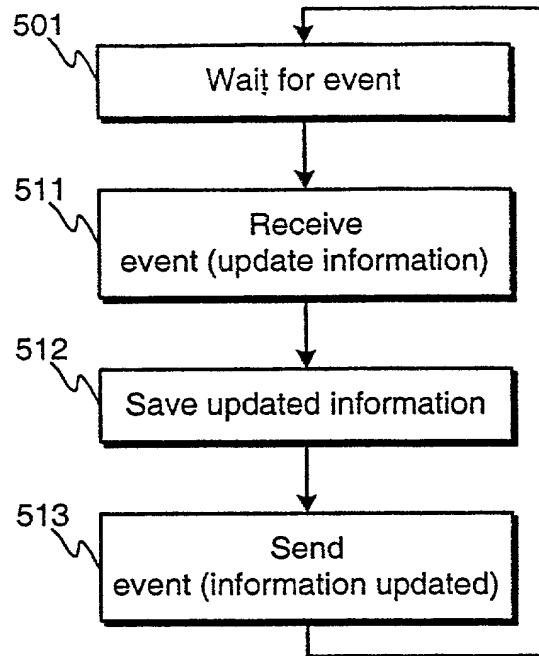 501
Wait for event
511
Receive
event (update information)
512
Save updated information
513
Send
event (information updated)